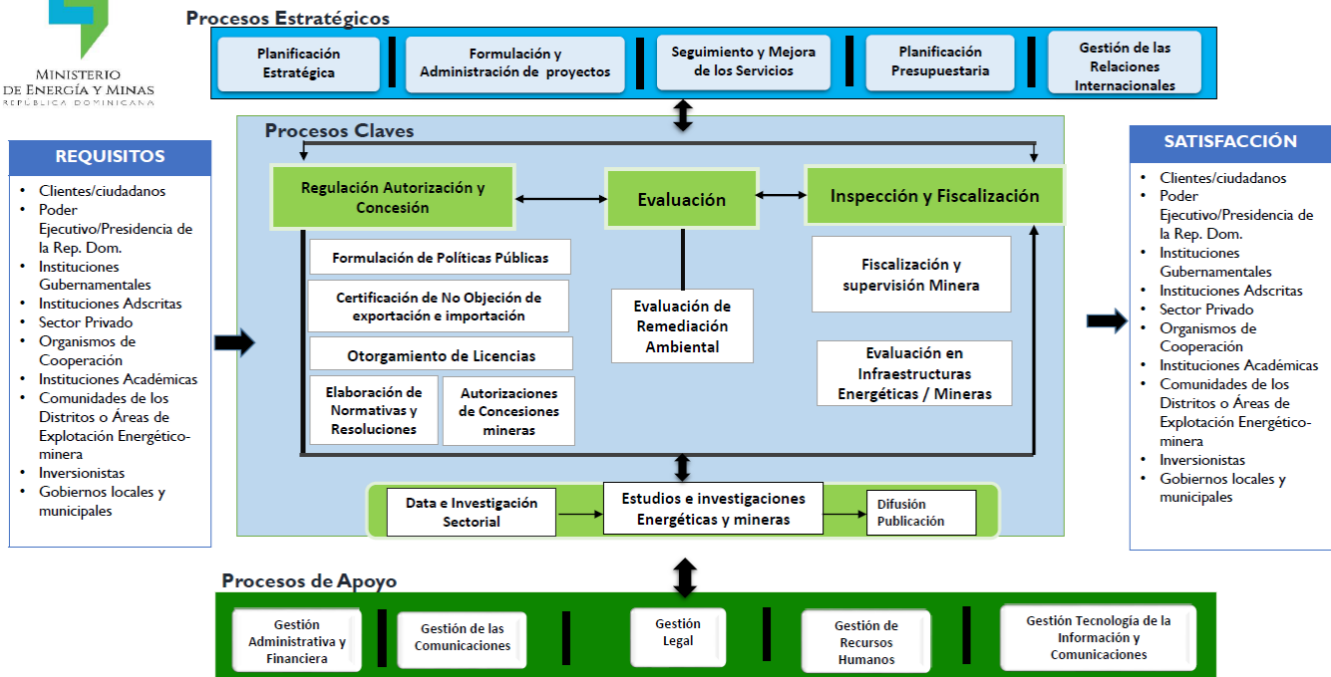 MINISTERIO
DE ENERGÍA Y MINAS
REPÚBLICA DOMINICANA
Procesos Estratégicos
Planificación
Estratégica
Formulación y
Administración de proyectos
Seguimiento y Mejora
de los Servicios
Planificación
Presupuestaria
Gestión de las
Relaciones
Internacionales
REQUISITOS
• Clientes/ciudadanos
• Poder
Ejecutivo/Presidencia de
la Rep. Dom.
• Instituciones
Gubernamentales
• Instituciones Adscritas
• Sector Privado
• Organismos de
Cooperación
• Instituciones Académicas
• Comunidades de los
Distritos o Áreas de
Explotación Energético-
minera
• Inversionistas
• Gobiernos locales y
municipales
Procesos Claves
Regulación Autorización y
Concesión
Evaluación
Inspección y Fiscalización
Formulación de Políticas Públicas
Certificación de No Objeción de
exportación e importación
Otorgamiento de Licencias
Elaboración de
Normativas y
Resoluciones
Autorizaciones
de Concesiones
mineras
Evaluación de
Remediación
Ambiental
Fiscalización y
supervisión Minera
Evaluación en
Infraestructuras
Energéticas / Mineras
Data e Investigación
Sectorial
Estudios e investigaciones
Energéticas y mineras
Difusión
Publicación
SATISFACCIÓN
• Clientes/ciudadanos
• Poder
Ejecutivo/Presidencia de
la Rep. Dom.
• Instituciones
Gubernamentales
• Instituciones Adscritas
• Sector Privado
• Organismos de
Cooperación
• Instituciones Académicas
• Comunidades de los
Distritos o Áreas de
Explotación Energético-
minera
• Inversionistas
• Gobiernos locales y
municipales
Procesos de Apoyo
Gestión
Administrativa y
Financiera
Gestión de las
Comunicaciones
Gestión
Legal
Gestión de
Recursos
Humanos
Gestión Tecnología de la
Información y
Comunicaciones